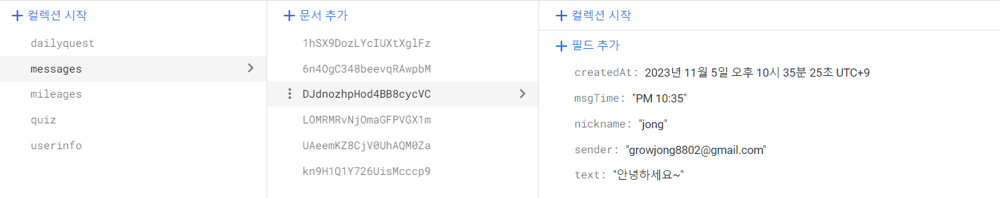 컬렉션 시작
dailyquest
messages
mileages
quiz
userinfo
문서 추가
1hSX9DozLYcIUXtXglFz
6n4OgC348beevqRAwpbM
DJdnozhpHod4BB8cycVC
LOMRMRvNjOmaGFPVGX1m
UAeemKZ8CjV0UhAQM0Za
kn9H1Q1Y726UisMcccp9
컬렉션 시작
필드 추가
createdAt: 2023년 11월 5일 오후 10시 35분 25초 UTC+9
msgTime: "PM 10:35"
nickname: "jong"
sender: "growjong8802@gmail.com"
text: "안녕하세요~"